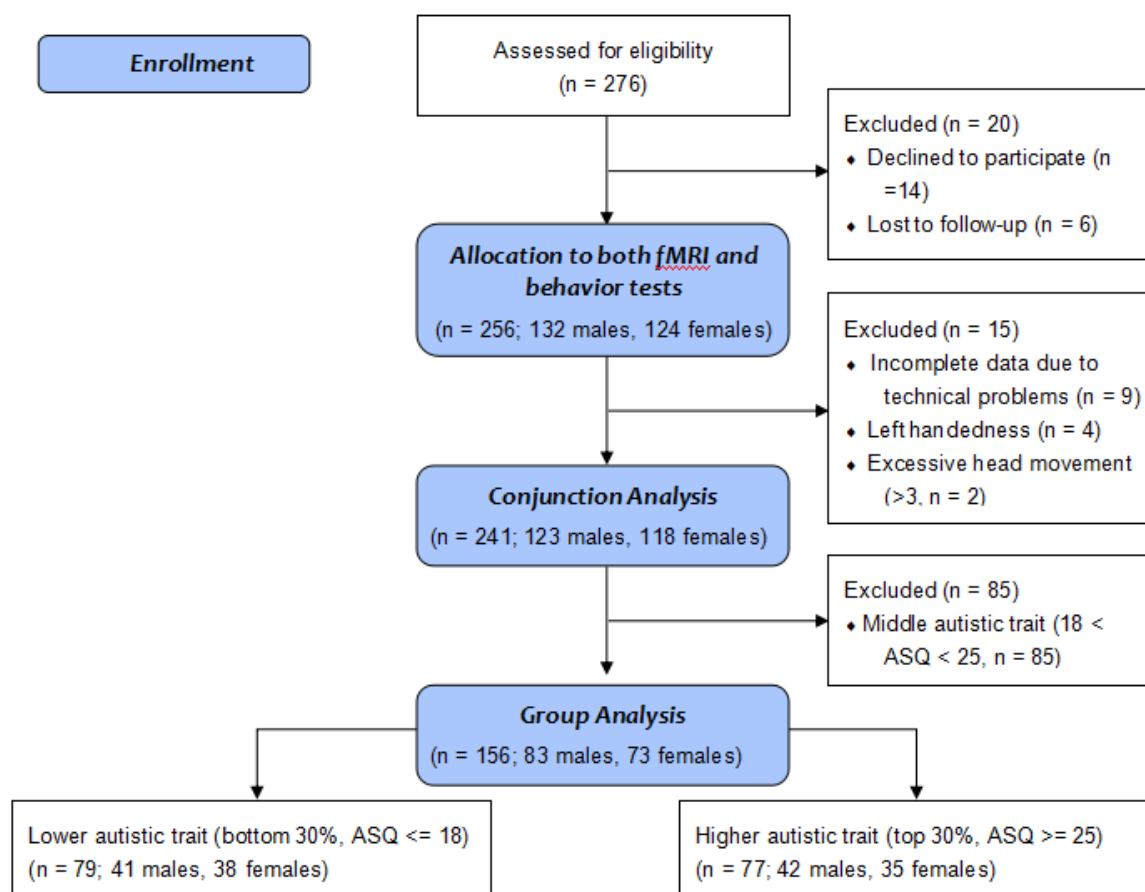 Enrollment
Assessed for eligibility
(n = 276)
Excluded (n = 20)
⬧ Declined to participate (n
=14)
⬧ Lost to follow-up (n = 6)
Allocation to both fMRI and
behavior tests
(n = 256; 132 males, 124 females)
Excluded (n = 15)
⬧ Incomplete data due to
technical problems (n = 9)
⬧ Left handedness (n = 4)
⬧ Excessive head movement
(>3, n = 2)
Conjunction Analysis
(n = 241; 123 males, 118 females)
Excluded (n = 85)
⬧ Middle autistic trait (18 <
ASQ < 25, n = 85)
Group Analysis
(n = 156; 83 males, 73 females)
Lower autistic trait (bottom 30%, ASQ <= 18)
(n = 79; 41 males, 38 females)
Higher autistic trait (top 30%, ASQ >= 25)
(n = 77; 42 males, 35 females)